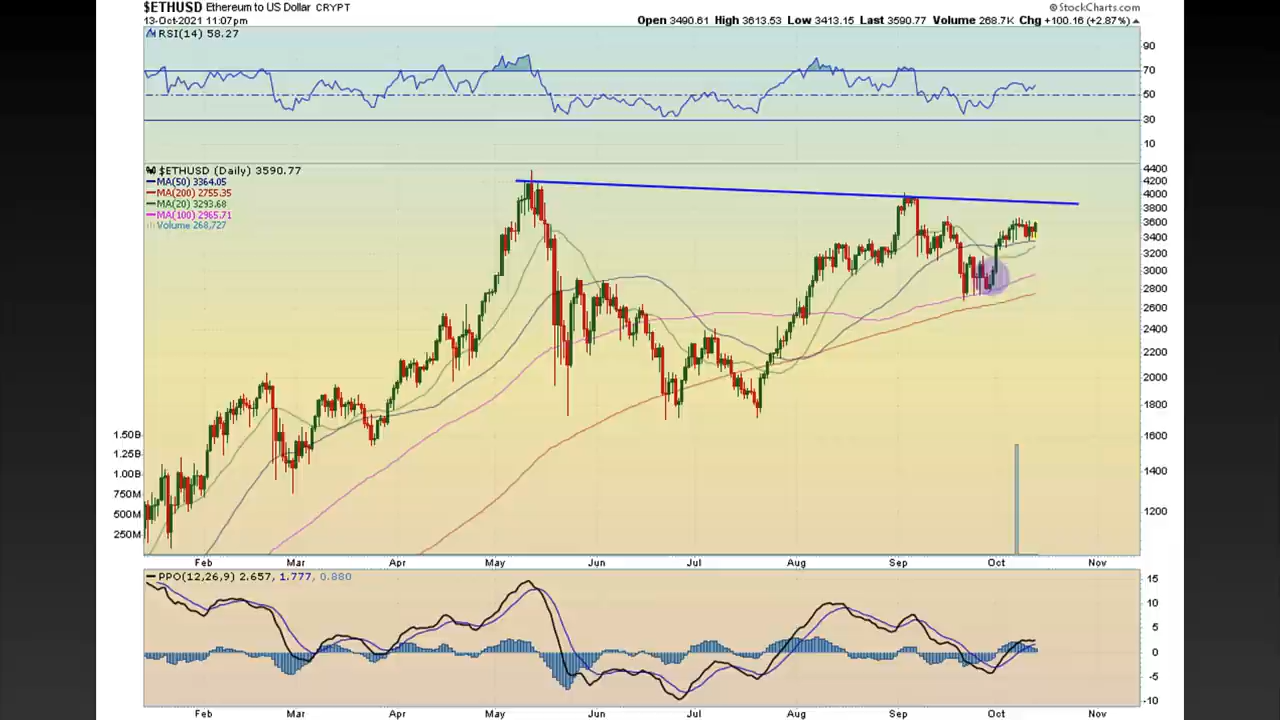 $ETHUSD Ethereum to US Dollar CRYPT
© StockCharts.com
13-Oct-2021 11:07pm
Open 3490.61 High 3613.53 Low 3413.15 Last 3590.77 Volume 268.7K Chg +100.16 (+2.87%)
RSI(14) 58.27
90
70
50
30
10
$ETHUSD (Daily) 3590.77
MA(50) 3364.05
MA(200) 2755.35
MA(20) 3293.68
MA(100) 2965.71
Volume 268,727
4400
4200
4000
3800
3600
3400
3200
3000
2800
2600
2400
2200
2000
1800
1600
1400
1200
1.50B
1.25B
1.00B
750M
500M
250M
Feb Mar Apr May Jun Jul Aug Sep Oct Nov
PPO(12,26,9) 2.657, 1.777, 0.880
15
10
5
0
-5
-10
Feb Mar Apr May Jun Jul Aug Sep Oct Nov